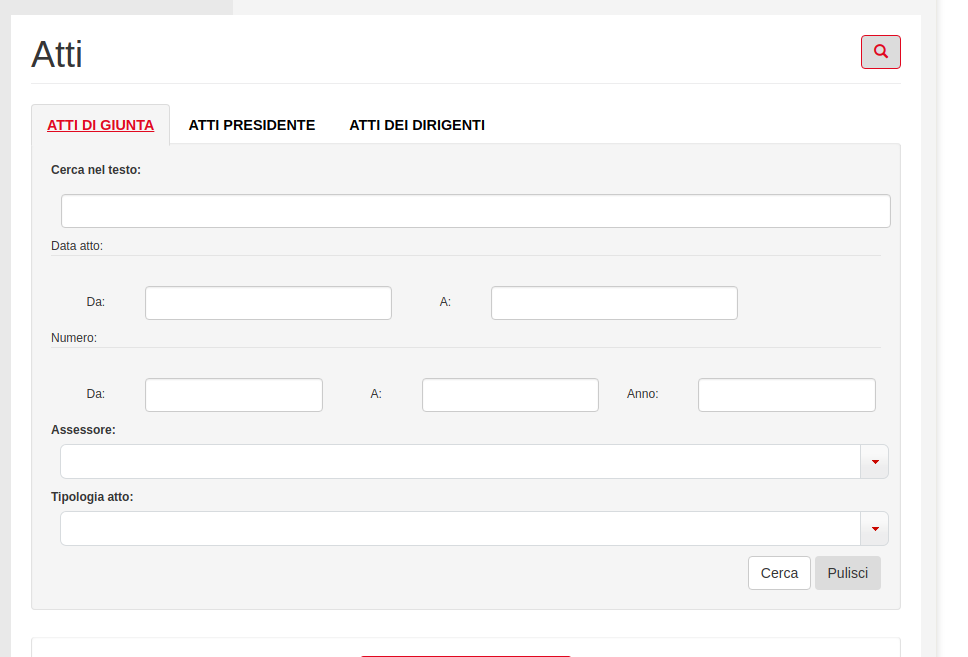 Atti
ATTI DI GIUNTA ATTI PRESIDENTE ATTI DEI DIRIGENTI
Cerca nel testo:
Data atto:
Da: A:
Numero:
Da: A: Anno:
Assessore:
Tipologia atto:
Cerca Pulisci